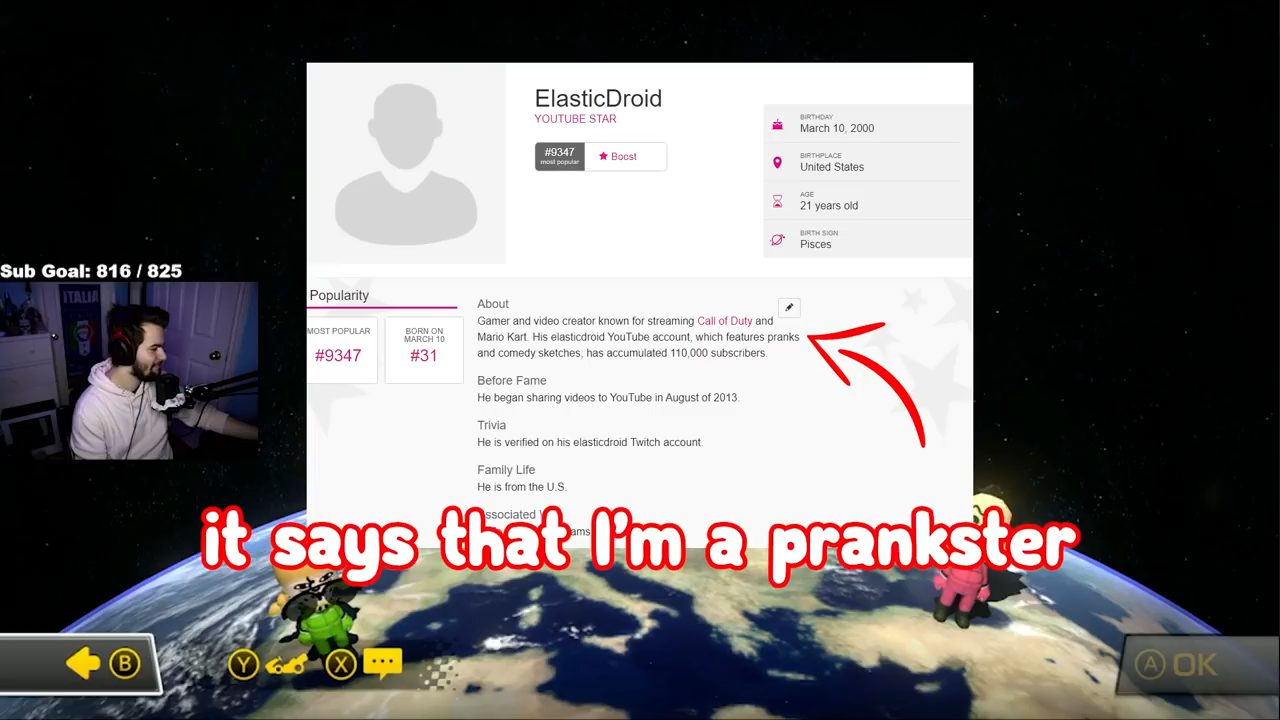 ElasticDroid
YOUTUBE STAR
#9347
most popular
Boost
BIRTHDAY
March 10, 2000
BIRTHPLACE
United States
AGE
21 years old
BIRTH SIGN
Pisces
Sub Goal: 816 / 825
ITALIA
Popularity
MOST POPULAR
#9347
BORN ON
MARCH 10
#31
About
Gamer and video creator known for streaming Call of Duty and
Mario Kart. His elasticdroid YouTube account, which features pranks
and comedy sketches, has accumulated 110,000 subscribers.
Before Fame
He began sharing videos to YouTube in August of 2013.
Trivia
He is verified on his elasticdroid Twitch account.
Family Life
He is from the U.S.
it says that I'm a prankster
B
Y
X
A OK